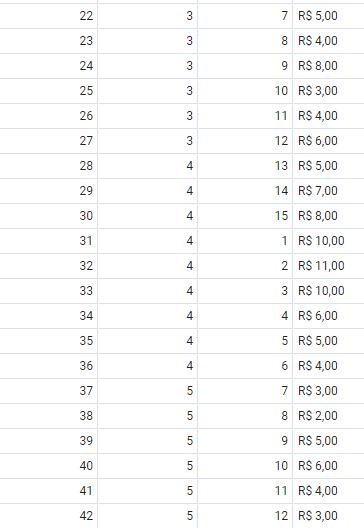 22 3 7 R$ 5,00
23 3 8 R$ 4,00
24 3 9 R$ 8,00
25 3 10 R$ 3,00
26 3 11 R$ 4,00
27 3 12 R$ 6,00
28 4 13 R$ 5,00
29 4 14 R$ 7,00
30 4 15 R$ 8,00
31 4 1 R$ 10,00
32 4 2 R$ 11,00
33 4 3 R$ 10,00
34 4 4 R$ 6,00
35 4 5 R$ 5,00
36 4 6 R$ 4,00
37 5 7 R$ 3,00
38 5 8 R$ 2,00
39 5 9 R$ 5,00
40 5 10 R$ 6,00
41 5 11 R$ 4,00
42 5 12 R$ 3,00